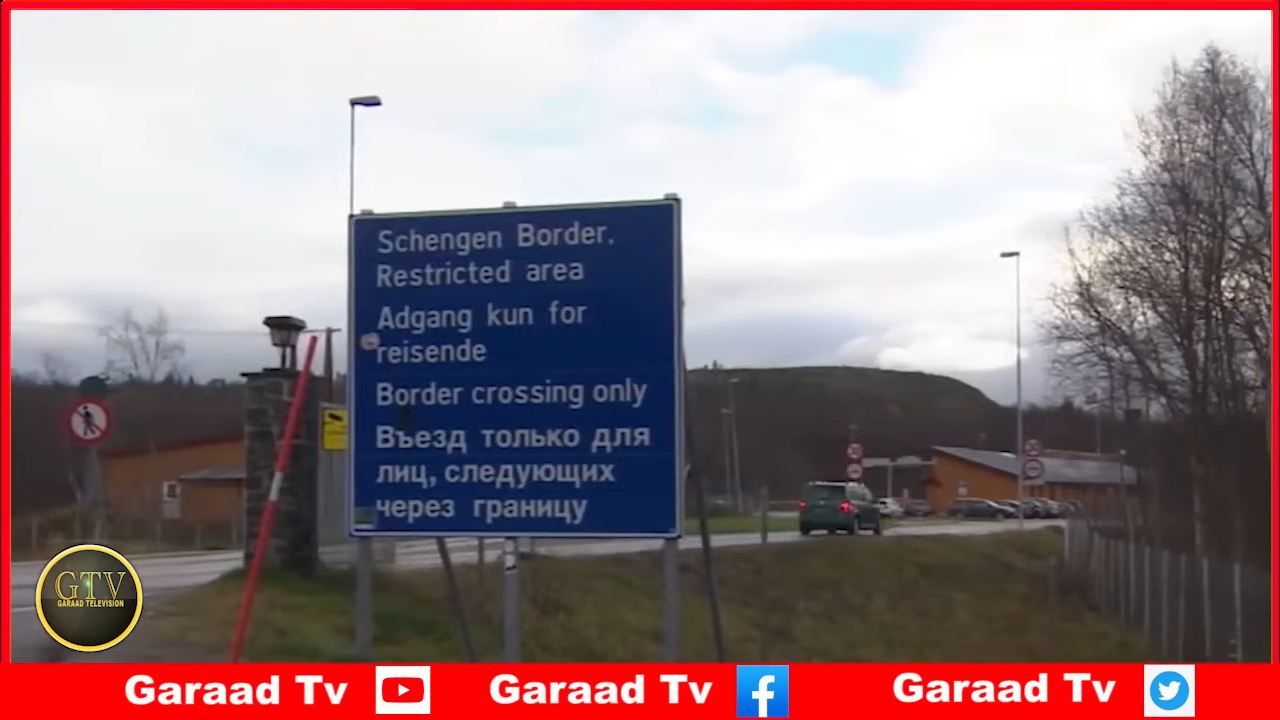 Schengen Border.
Restricted area
Adgang kun for
reisende
Border crossing only
Въезд только для
лиц, следующих
через границу
GTV
GARAAD TELEVISION
Garaad Tv
Garaad Tv
Garaad Tv